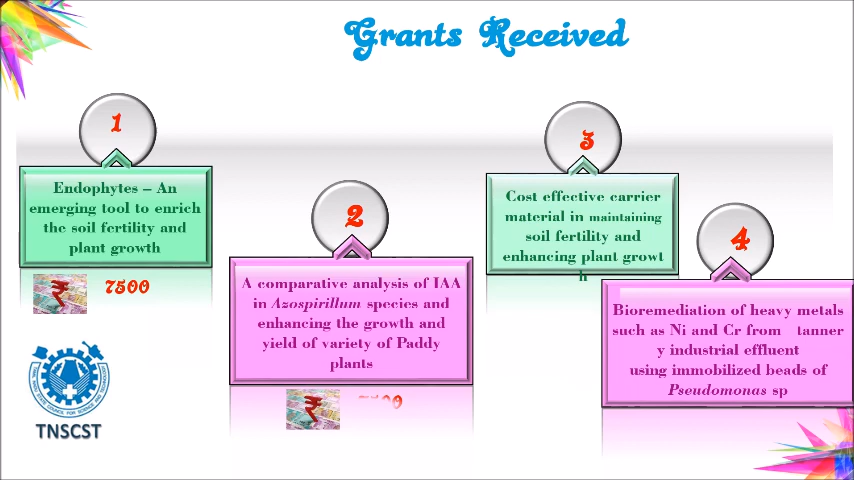 Grants Received
1
Endophytes – An
emerging tool to enrich
the soil fertility and
plant growth
7500
2
A comparative analysis of IAA
in Azospirillum species and
enhancing the growth and
yield of variety of Paddy
plants
3
Cost effective carrier
material in maintaining
soil fertility and
enhancing plant growt
h
4
Bioremediation of heavy metals
such as Ni and Cr from tanner
y industrial effluent
using immobilized beads of
Pseudomonas sp
TNSCST